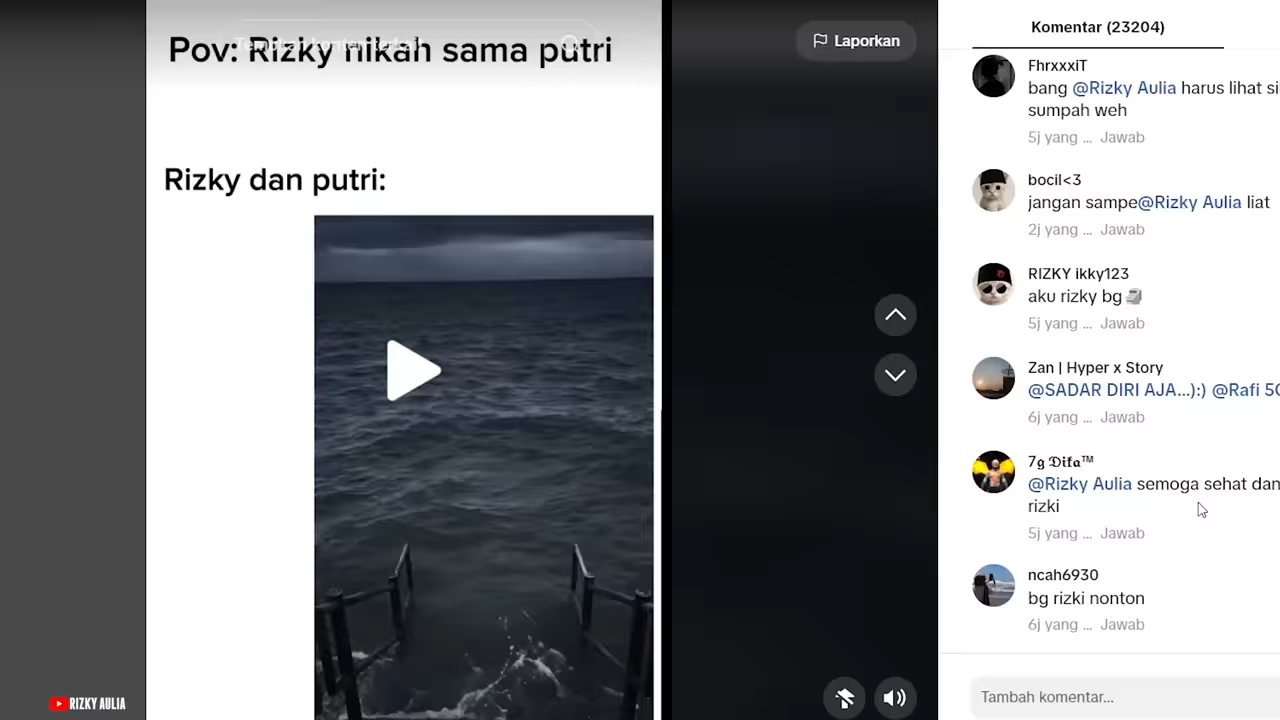 Pov: Rizky nikah sama putri
Rizky dan putri:
Laporkan
Komentar (23204)
FhrxxxiT
bang @Rizky Aulia harus lihat
sumpah weh
5j yang ... Jawab
bocil<3
jangan sampe@Rizky Aulia liat
2j yang ... Jawab
RIZKY ikky123
aku rizky bg🗿
5j yang ... Jawab
Zan | Hyper x Story
@SADAR DIRI AJA...):) @Rafi
6j yang ... Jawab
7𝖌 𝕯𝖎𝖋𝖆™
@Rizky Aulia semoga sehat dan
rizki
5j yang ... Jawab
ncah6930
bg rizki nonton
6j yang ... Jawab
Tambah komentar...
RIZKY AULIA